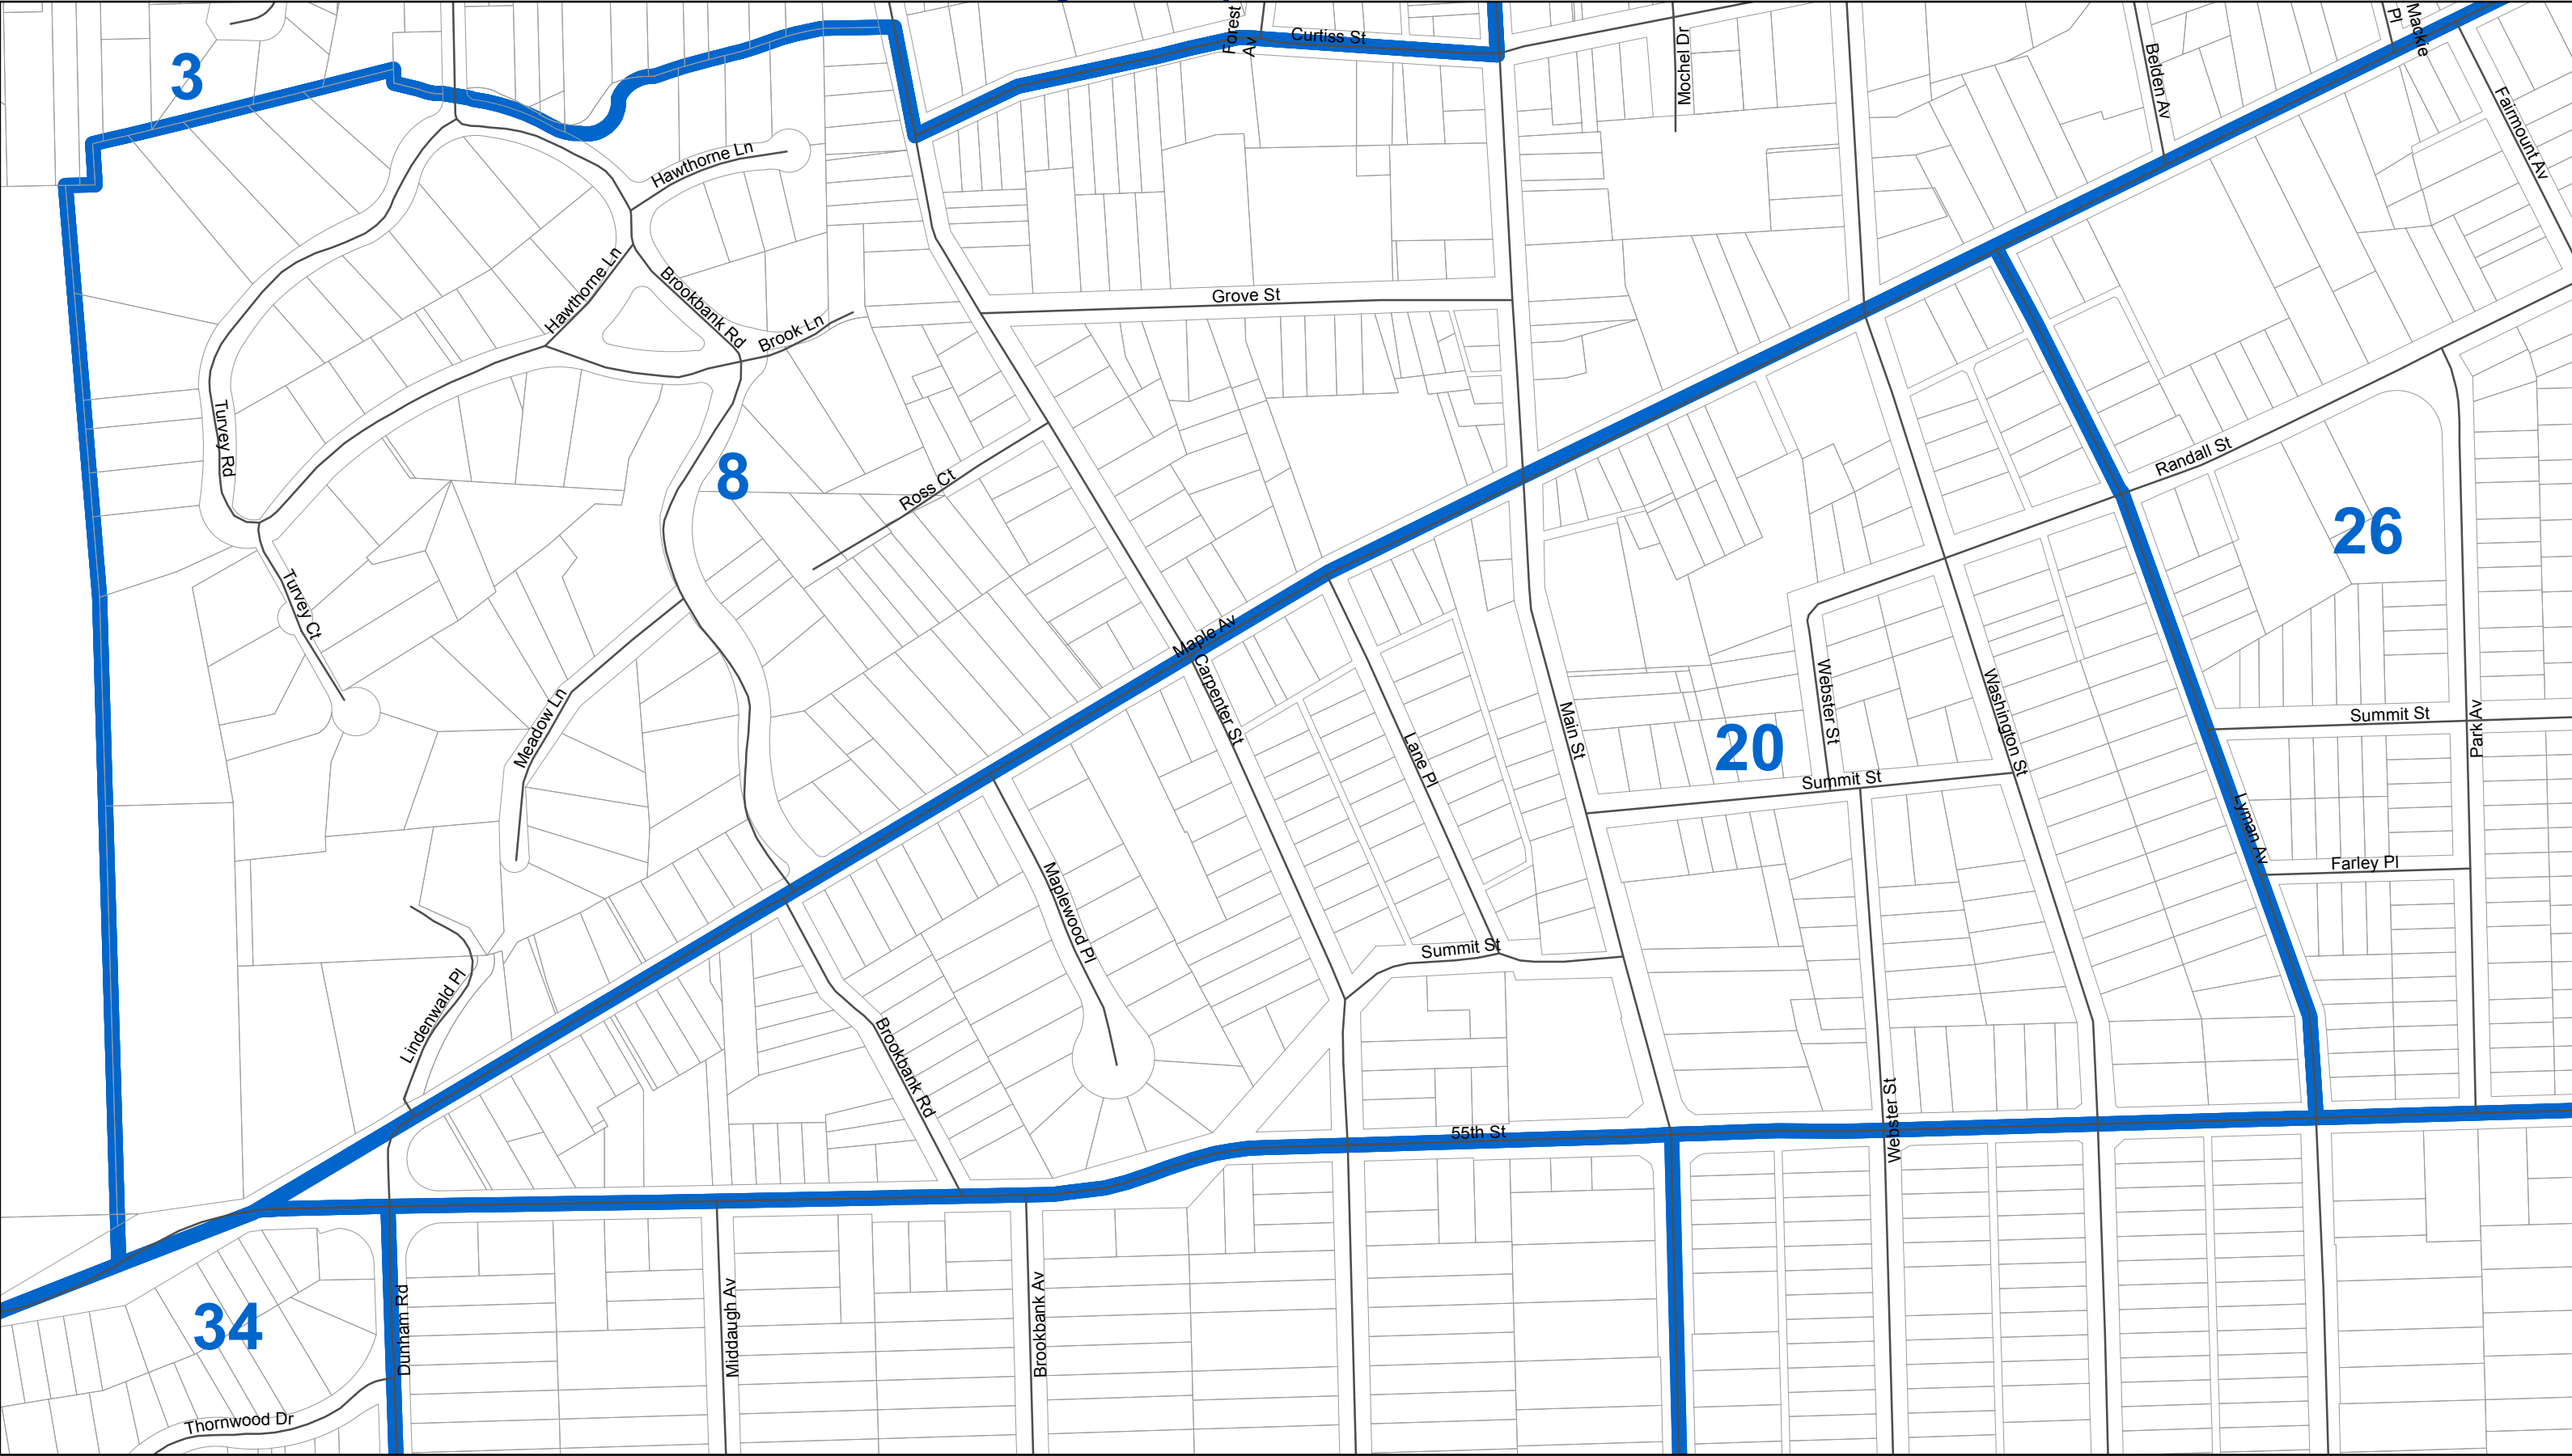 Forest
Av
Curtiss St
Mochel Dr
Belden Av
Pl
Mackie
Fairmount Av
3
Hawthorne Ln
Hawthorne Ln
Brookbank Rd
Brook Ln
Grove St
Turvey Rd
8
Ross Ct
Randall St
26
Turvey Ct
Maple Av
Carpenter St
Meadow Ln
Lane Pl
Main St
20
Webster St
Washington St
Summit St
Summit St
Park Av
Lyman Av
Farley Pl
Maplewood Pl
Summit St
Lindenwald Pl
Brookbank Rd
55th St
Webster St
34
Dunham Rd
Middaugh Av
Brookbank Av
Thornwood Dr